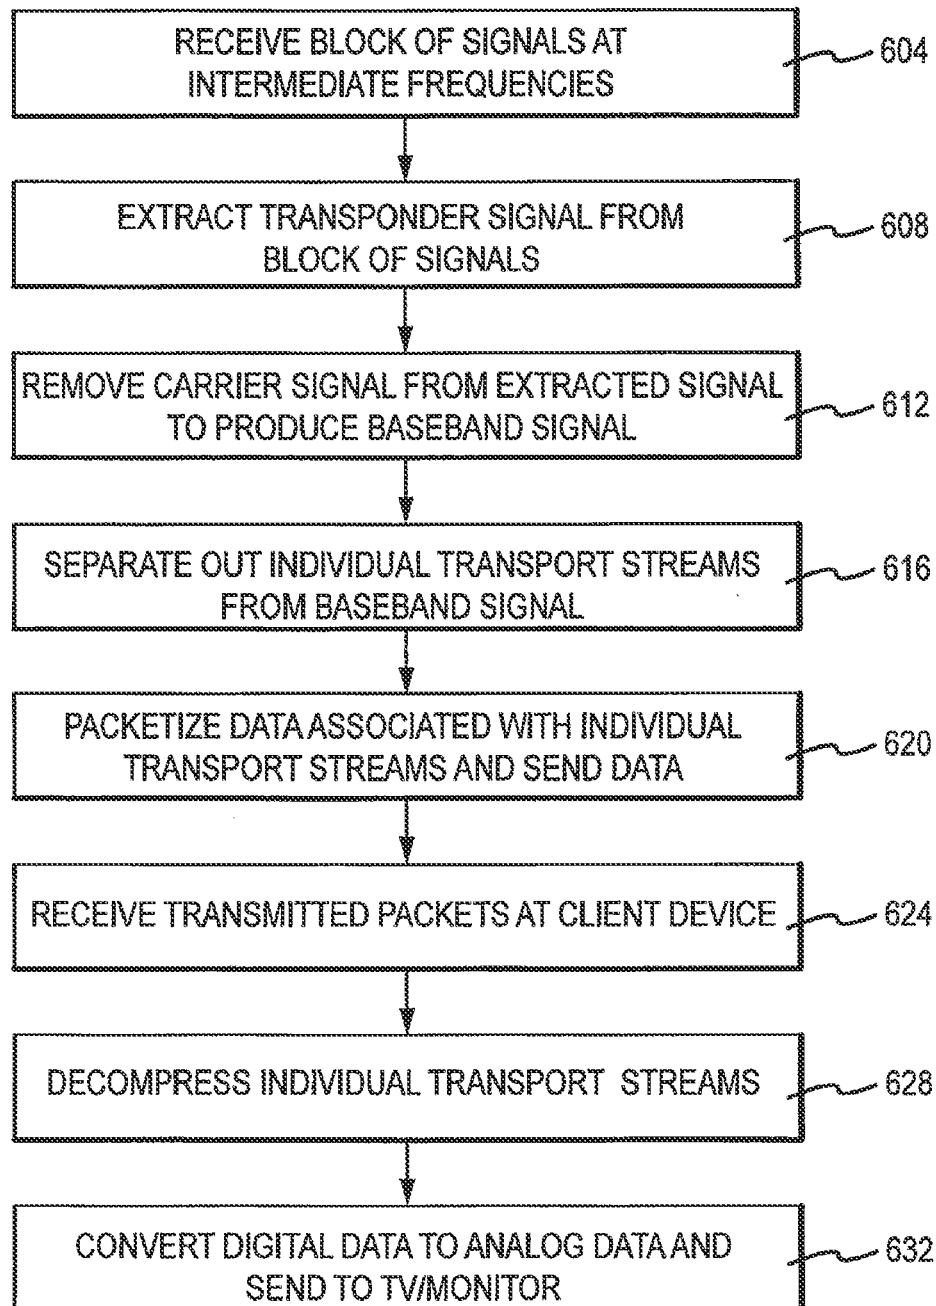 RECEIVE BLOCK OF SIGNALS AT
INTERMEDIATE FREQUENCIES
604
EXTRACT TRANSPONDER SIGNAL FROM
BLOCK OF SIGNALS
608
REMOVE CARRIER SIGNAL FROM EXTRACTED SIGNAL
TO PRODUCE BASEBAND SIGNAL
612
SEPARATE OUT INDIVIDUAL TRANSPORT STREAMS
FROM BASEBAND SIGNAL
616
PACKETIZE DATA ASSOCIATED WITH INDIVIDUAL
TRANSPORT STREAMS AND SEND DATA
620
RECEIVE TRANSMITTED PACKETS AT CLIENT DEVICE
624
DECOMPRESS INDIVIDUAL TRANSPORT STREAMS
628
CONVERT DIGITAL DATA TO ANALOG DATA AND
SEND TO TV/MONITOR
632